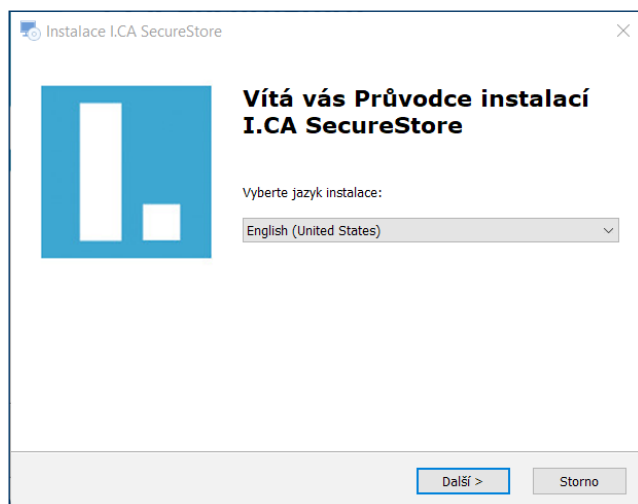 Instalace I.CA SecureStore
Vítá vás Průvodce instalací
I.CA SecureStore
Vyberte jazyk instalace:
English (United States)
Další >
Storno